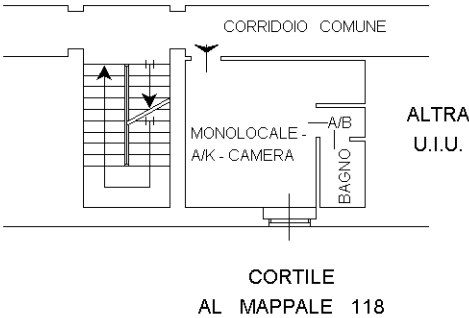 CORRIDOIO COMUNE
ALTRA
U.I.U.
A/B
MONOLOCALE -
A/K - CAMERA
BAGNO
CORTILE
AL MAPPALE 118